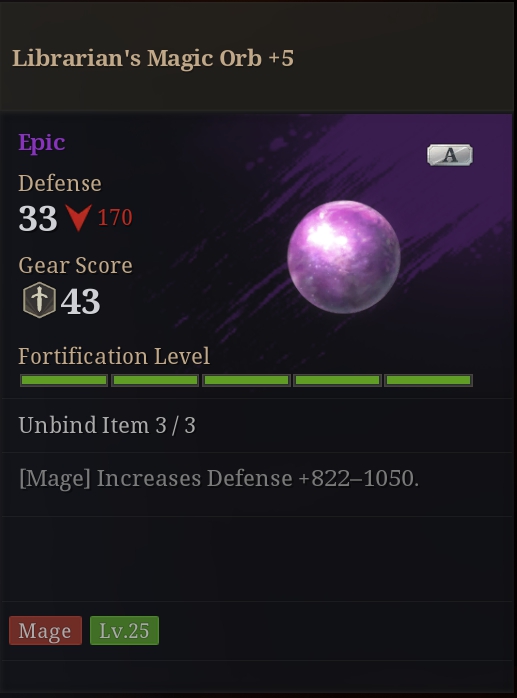 Librarian's Magic Orb +5
Epic
A
Defense
33 170
Gear Score
43
Fortification Level
Unbind Item 3 / 3
[Mage] Increases Defense +822–1050.
Mage Lv.25